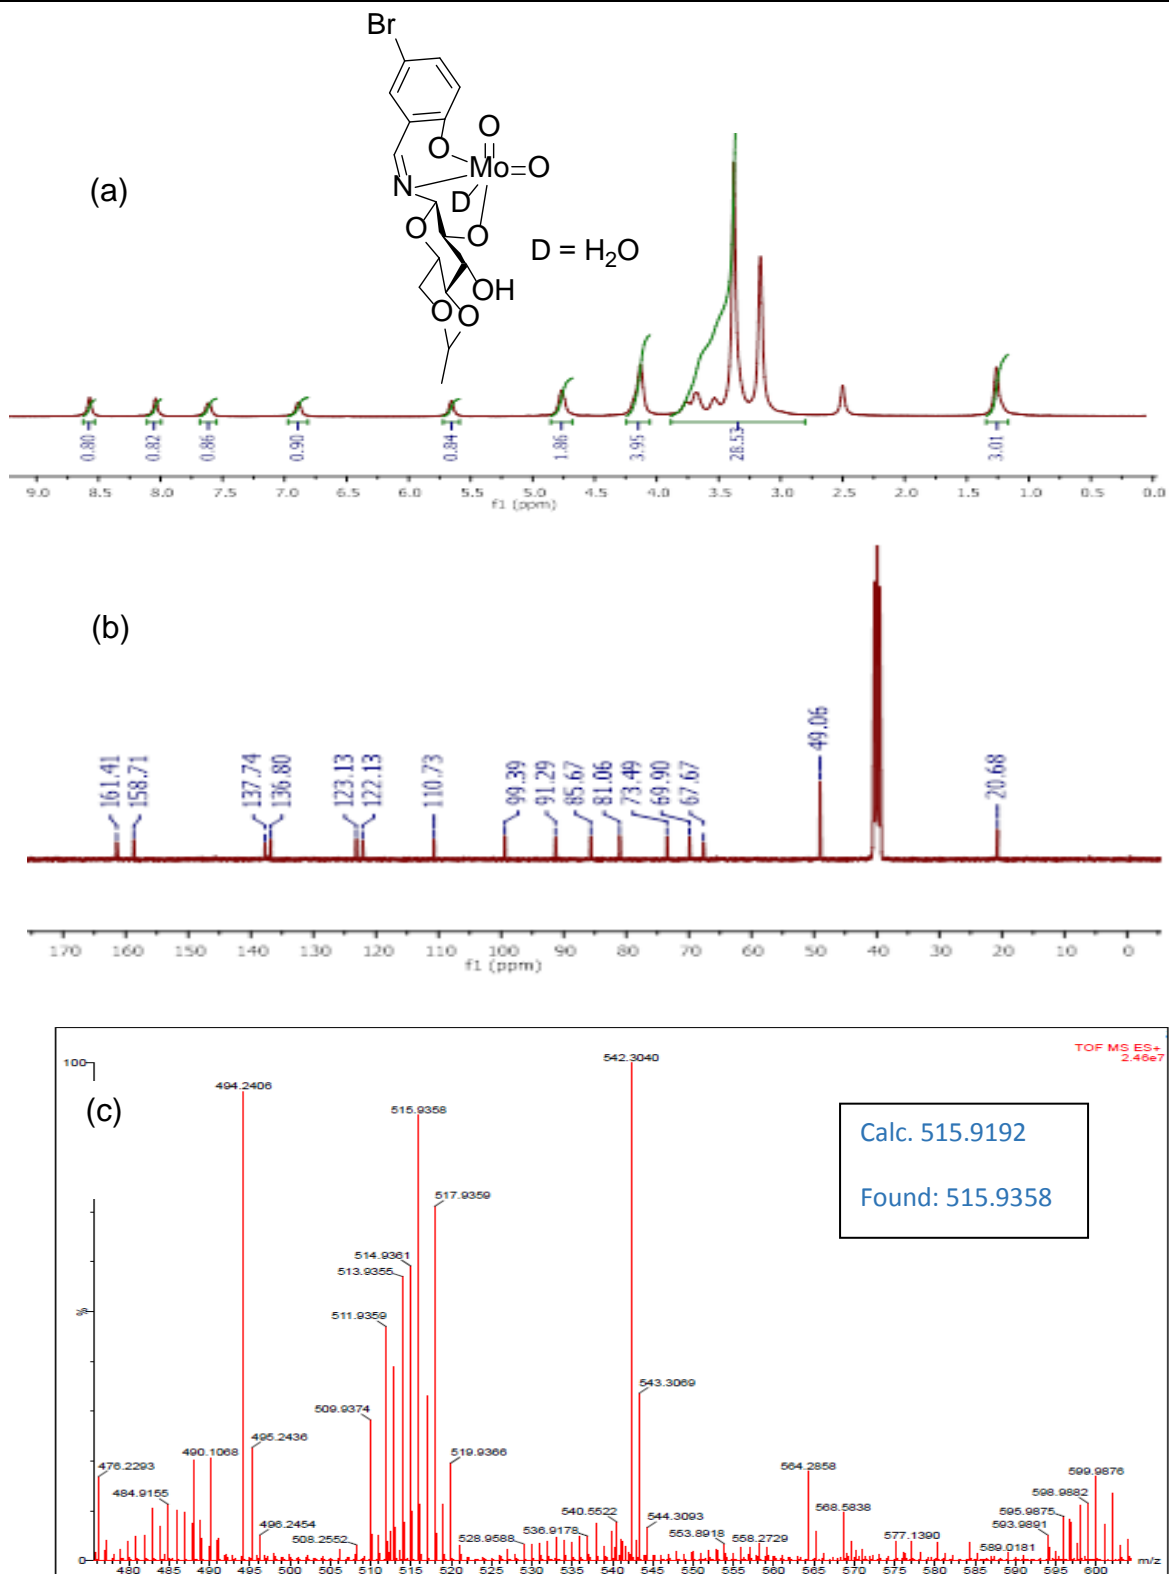 Br
O
O
Mo=O
N
D
O
O
D = H2O
OH
O
O
(a)
0.80
0.82
0.86
0.90
0.84
1.86
3.95
28.53
3.01
9.0 8.5 8.0 7.5 7.0 6.5 6.0 5.5 5.0 4.5 4.0 3.5 3.0 2.5 2.0 1.5 1.0 0.5 0.0
f1 (ppm)
(b)
161.41
158.71
137.74
136.80
123.13
122.13
110.73
99.39
91.29
85.67
81.06
73.49
69.90
67.67
49.06
20.68
170 160 150 140 130 120 110 100 90 80 70 60 50 40 30 20 10 0
f1 (ppm)
TOF MS ES+
2.46e7
(c)
Calc. 515.9192
Found: 515.9358
100
%
0
542.3040
494.2406
515.9358
517.9359
514.9361
513.9355
511.9359
543.3069
509.9374
495.2436
490.1068
519.9366
476.2293
484.9155
564.2858
599.9876
598.9882
568.5838
595.9875
540.5522
544.3093
593.9891
496.2454
508.2552
528.9588
536.9178
553.8918
558.2729
577.1390
589.0181
480 485 490 495 500 505 510 515 520 525 530 535 540 545 550 555 560 565 570 575 580 585 590 595 600
m/z